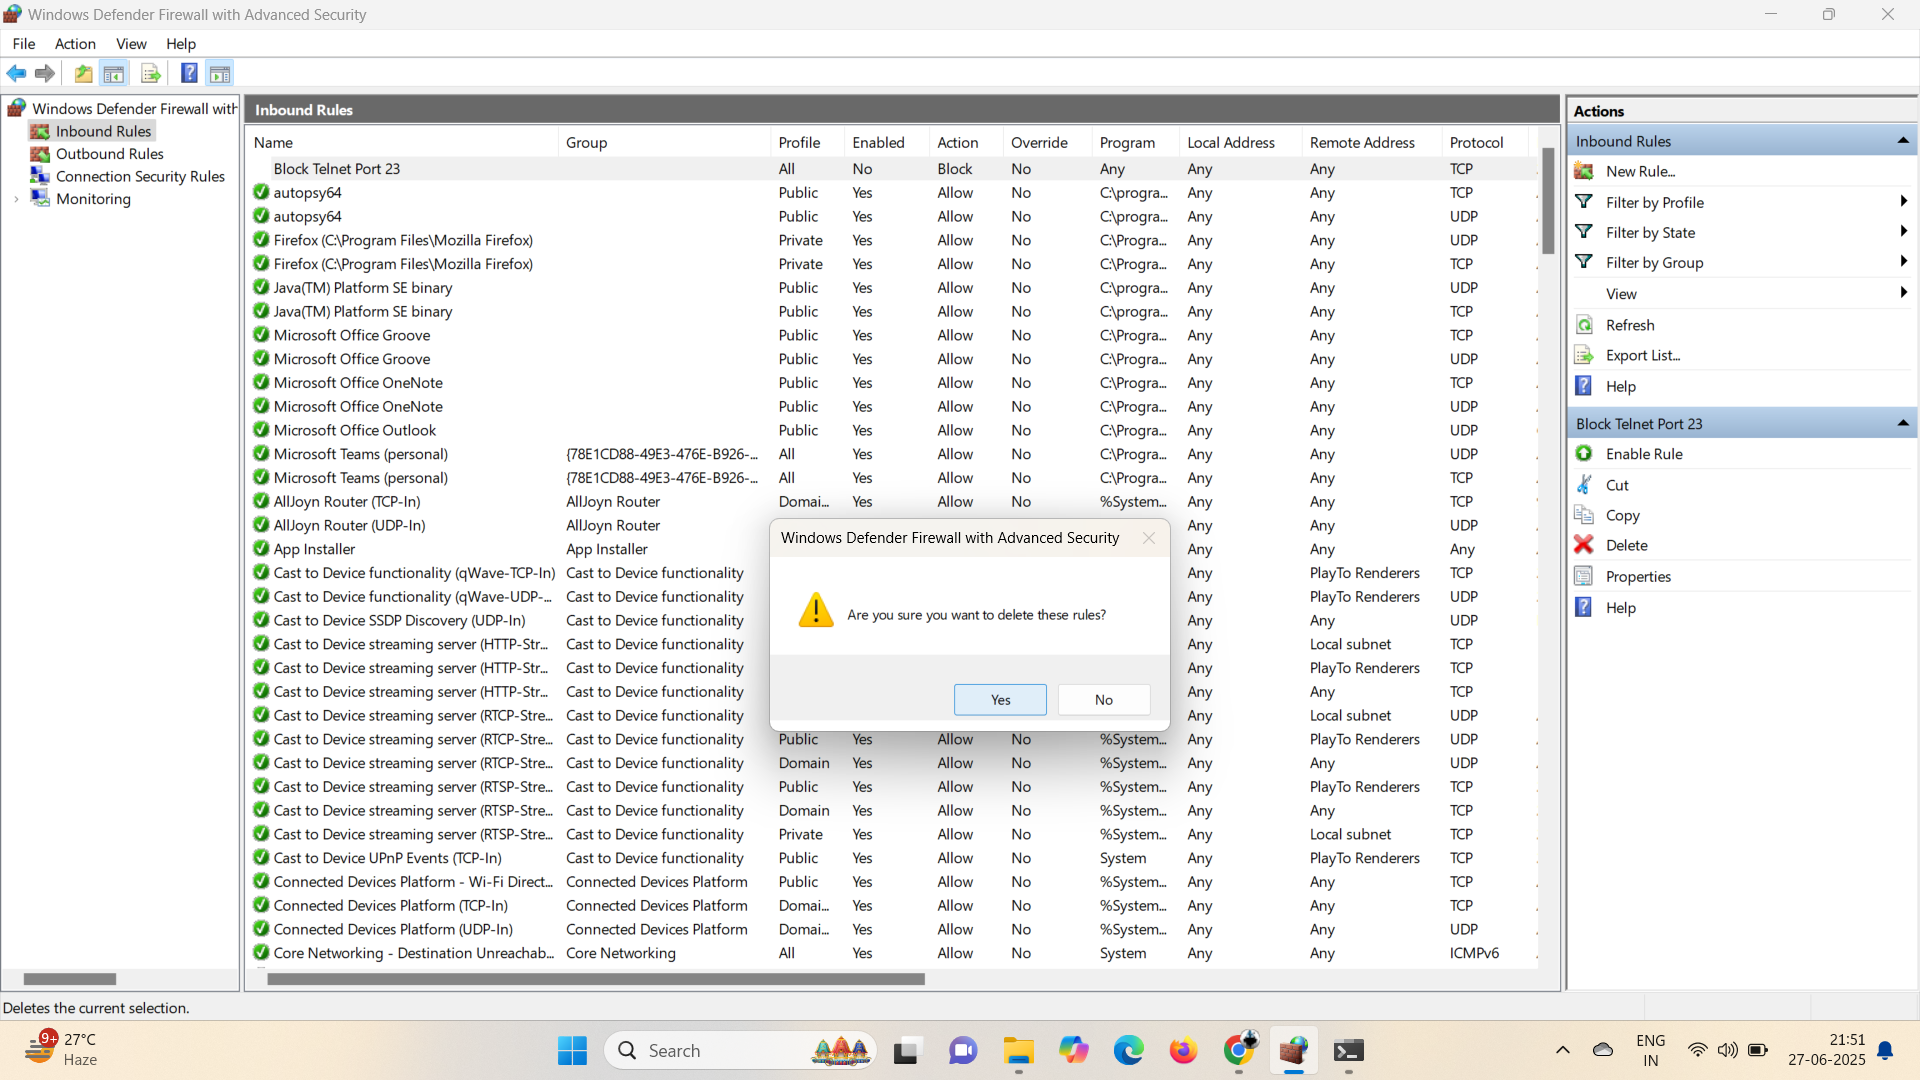 Windows Defender Firewall with Advanced Security
File Action View Help
Windows Defender Firewall with
Inbound Rules
Outbound Rules
Connection Security Rules
Monitoring
Inbound Rules
Name Group Profile Enabled Action Override Program Local Address Remote Address Protocol
Block Telnet Port 23 All No Block No Any Any Any TCP
autopsy64 Public Yes Allow No C:\progra... Any Any TCP
autopsy64 Public Yes Allow No C:\progra... Any Any UDP
Firefox (C:\Program Files\Mozilla Firefox) Private Yes Allow No C:\Progra... Any Any UDP
Firefox (C:\Program Files\Mozilla Firefox) Private Yes Allow No C:\Progra... Any Any TCP
Java(TM) Platform SE binary Public Yes Allow No C:\progra... Any Any UDP
Java(TM) Platform SE binary Public Yes Allow No C:\progra... Any Any TCP
Microsoft Office Groove Public Yes Allow No C:\Progra... Any Any TCP
Microsoft Office Groove Public Yes Allow No C:\Progra... Any Any UDP
Microsoft Office OneNote Public Yes Allow No C:\Progra... Any Any TCP
Microsoft Office OneNote Public Yes Allow No C:\Progra... Any Any UDP
Microsoft Office Outlook Public Yes Allow No C:\Progra... Any Any UDP
Microsoft Teams (personal) {78E1CD88-49E3-476E-B926-... All Yes Allow No C:\Progra... Any Any UDP
Microsoft Teams (personal) {78E1CD88-49E3-476E-B926-... All Yes Allow No C:\Progra... Any Any TCP
AllJoyn Router (TCP-In) AllJoyn Router Domai... Yes Allow No %System... Any Any TCP
AllJoyn Router (UDP-In) AllJoyn Router Any Any UDP
App Installer App Installer Any Any Any
Cast to Device functionality (qWave-TCP-In) Cast to Device functionality Any PlayTo Renderers TCP
Cast to Device functionality (qWave-UDP-... Cast to Device functionality Any PlayTo Renderers UDP
Cast to Device SSDP Discovery (UDP-In) Cast to Device functionality Any Any UDP
Cast to Device streaming server (HTTP-Str... Cast to Device functionality Any Local subnet TCP
Cast to Device streaming server (HTTP-Str... Cast to Device functionality Any PlayTo Renderers TCP
Cast to Device streaming server (HTTP-Str... Cast to Device functionality Any Any TCP
Cast to Device streaming server (RTCP-Stre... Cast to Device functionality Any Local subnet UDP
Cast to Device streaming server (RTCP-Stre... Cast to Device functionality Public Yes Allow No %System... Any PlayTo Renderers UDP
Cast to Device streaming server (RTCP-Stre... Cast to Device functionality Domain Yes Allow No %System... Any Any UDP
Cast to Device streaming server (RTSP-Stre... Cast to Device functionality Public Yes Allow No %System... Any PlayTo Renderers TCP
Cast to Device streaming server (RTSP-Stre... Cast to Device functionality Domain Yes Allow No %System... Any Any TCP
Cast to Device streaming server (RTSP-Stre... Cast to Device functionality Private Yes Allow No %System... Any Local subnet TCP
Cast to Device UPnP Events (TCP-In) Cast to Device functionality Public Yes Allow No System Any PlayTo Renderers TCP
Connected Devices Platform - Wi-Fi Direct... Connected Devices Platform Public Yes Allow No %System... Any Any TCP
Connected Devices Platform (TCP-In) Connected Devices Platform Domai... Yes Allow No %System... Any Any TCP
Connected Devices Platform (UDP-In) Connected Devices Platform Domai... Yes Allow No %System... Any Any UDP
Core Networking - Destination Unreachab... Core Networking All Yes Allow No System Any Any ICMPv6
Windows Defender Firewall with Advanced Security
Are you sure you want to delete these rules?
Yes No
Actions
Inbound Rules
New Rule...
Filter by Profile
Filter by State
Filter by Group
View
Refresh
Export List...
Help
Block Telnet Port 23
Enable Rule
Cut
Copy
Delete
Properties
Help
Deletes the current selection.
9+
27°C
Haze
Search
ENG
IN
21:51
27-06-2025